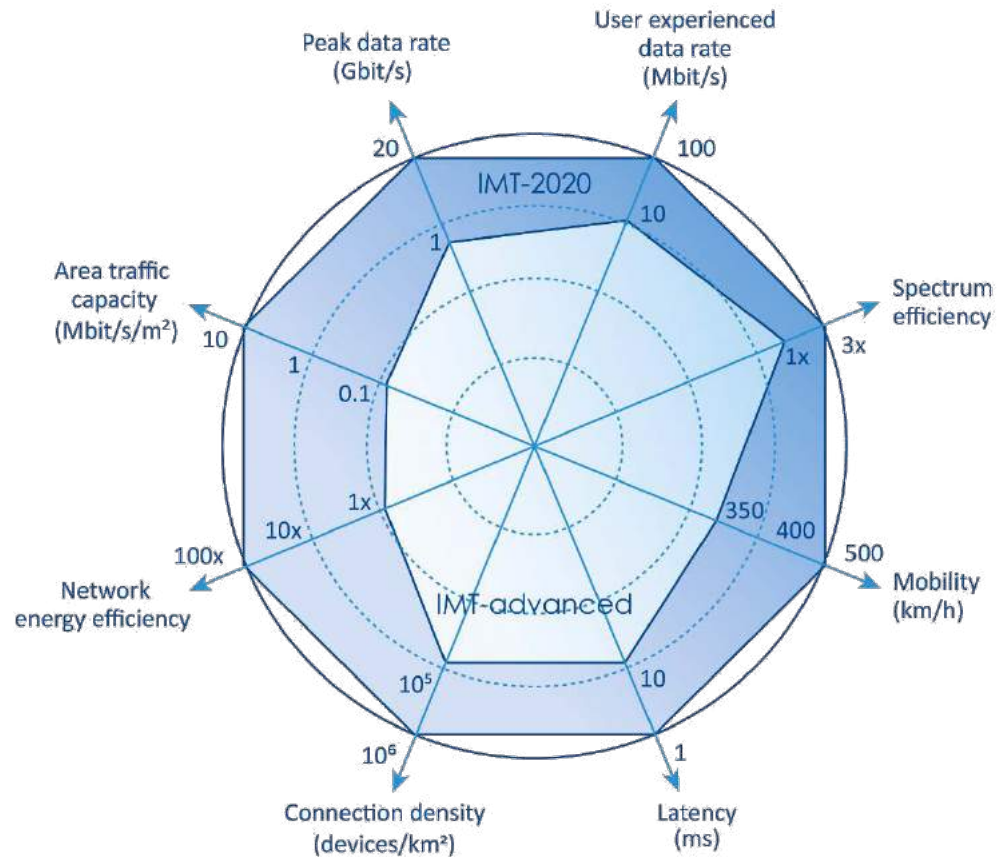 User experienced
data rate
(Mbit/s)
Peak data rate
(Gbit/s)
20
100
IMT-2020
10
1
Area traffic
capacity
(Mbit/s/m²)
Spectrum
efficiency
10
1
0.1
1x
3x
1x
10x
100x
350
400
500
Network
energy efficiency
Mobility
(km/h)
IMT-advanced
10⁵
10
10⁶
1
Connection density
(devices/km²)
Latency
(ms)